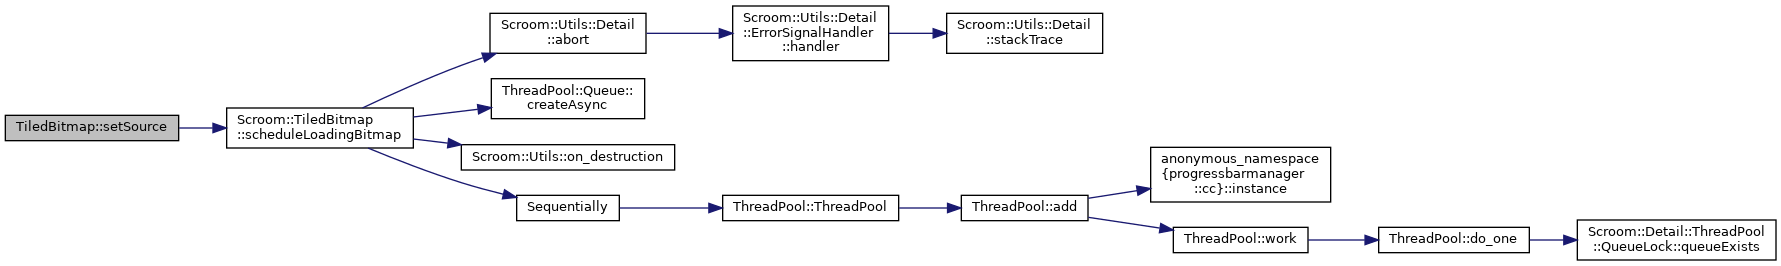 TiledBitmap::setSource
Scroom::TiledBitmap
::scheduleLoadingBitmap
Scroom::Utils::Detail
::abort
Scroom::Utils::Detail
::ErrorSignalHandler
::handler
Scroom::Utils::Detail
::stackTrace
ThreadPool::Queue::
createAsync
Scroom::Utils::on_destruction
Sequentially
ThreadPool::ThreadPool
ThreadPool::add
anonymous_namespace
{progressbarmanager
::cc}::instance
ThreadPool::work
ThreadPool::do_one
Scroom::Detail::ThreadPool
::QueueLock::queueExists